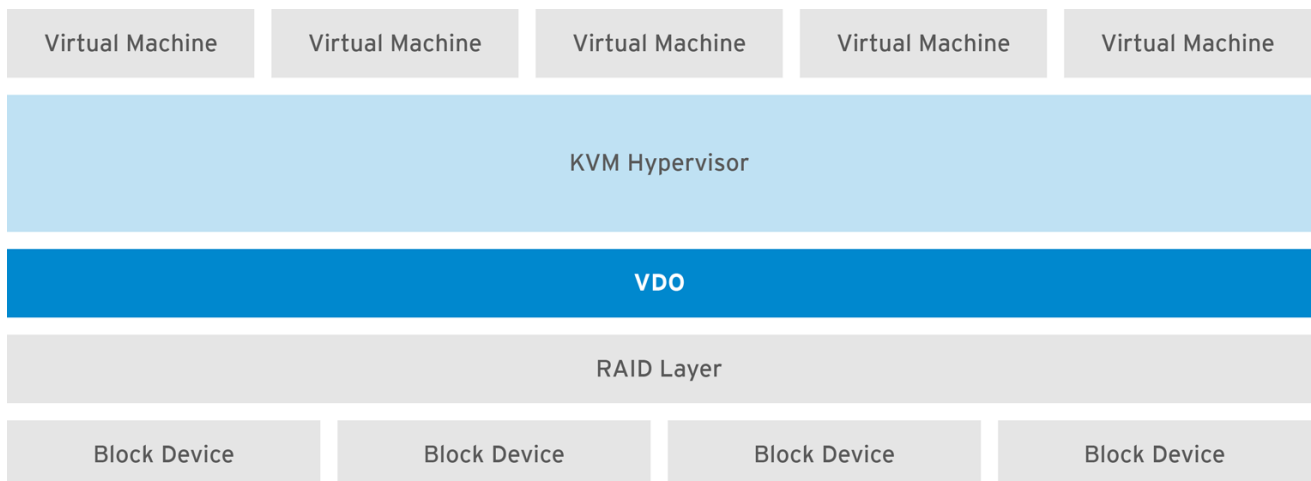 Virtual Machine Virtual Machine Virtual Machine Virtual Machine Virtual Machine
KVM Hypervisor
VDO
RAID Layer
Block Device Block Device Block Device Block Device